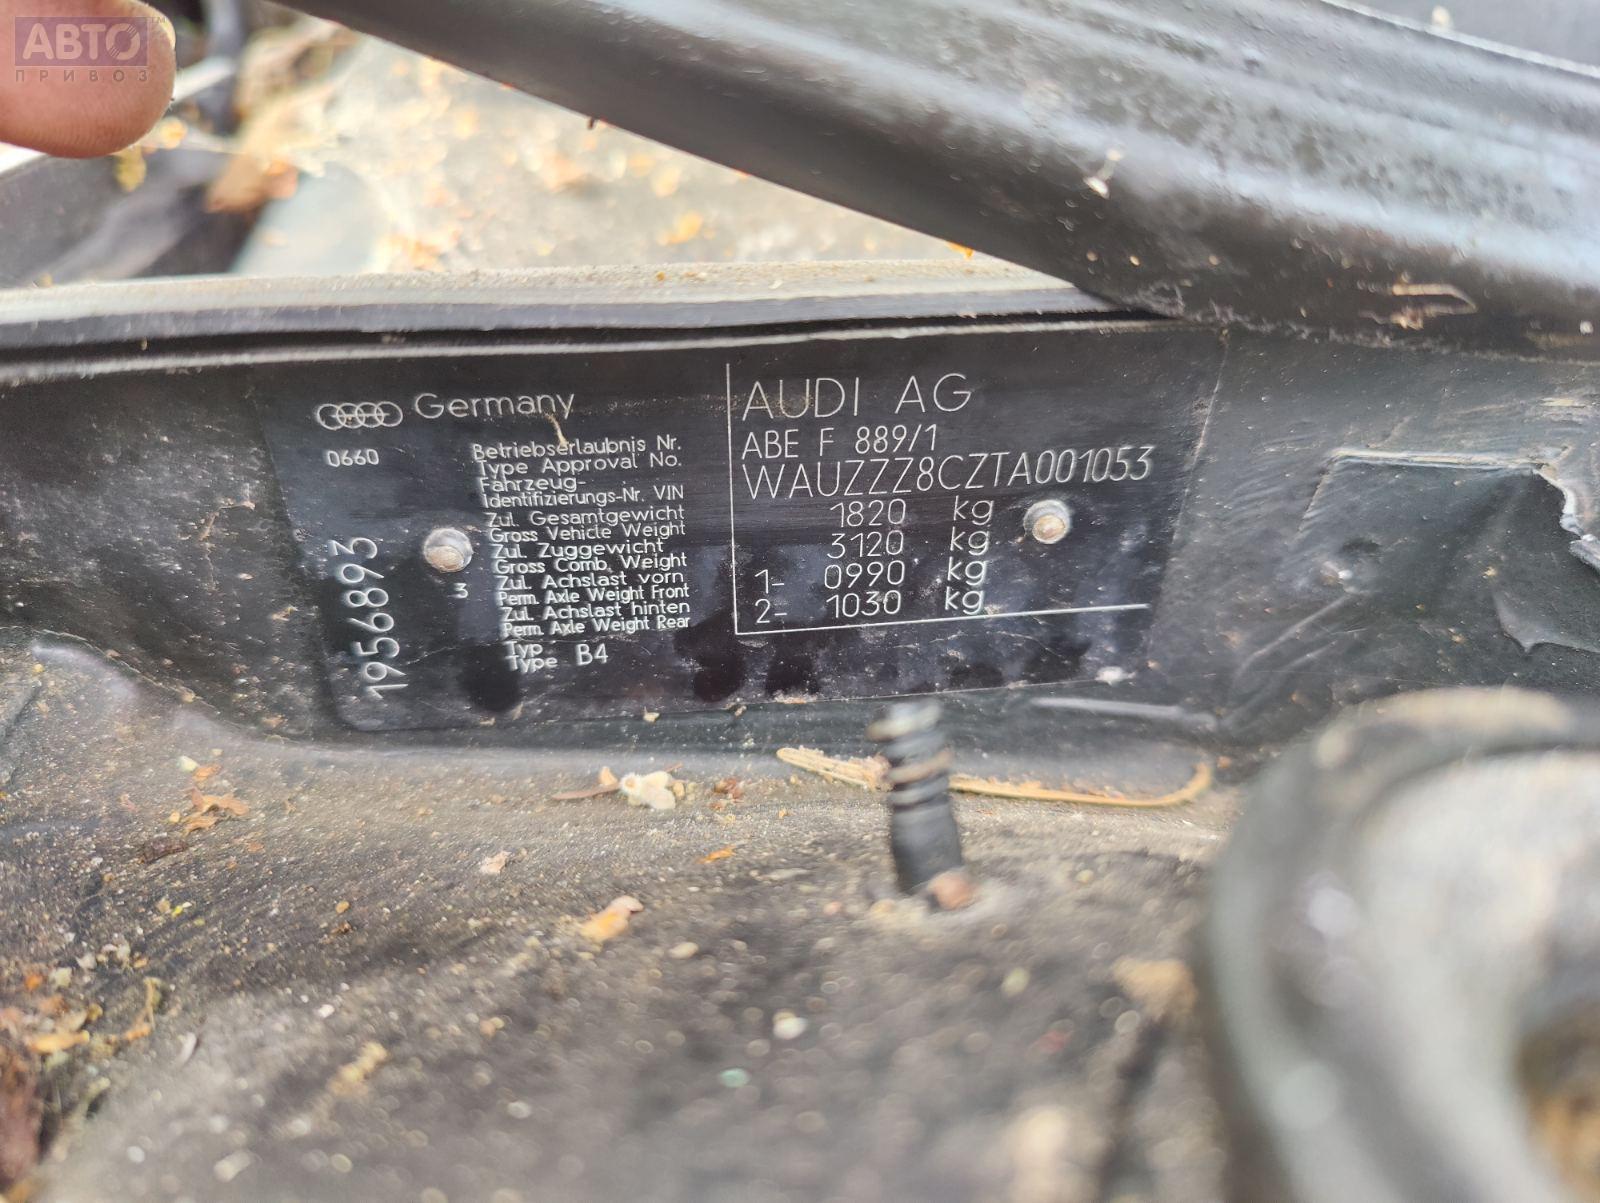 АВТО™
ПРИВОЗ
Germany
0660
Betriebserlaubnis Nr.
Type Approval No.
Fahrzeug-
Identifizierungs-Nr. VIN
Zul. Gesamtgewicht
Gross Vehicle Weight
Zul. Zuggewicht
Gross Comb. Weight
Zul. Achslast vorn
Perm. Axle Weight Front
Zul. Achslast hinten
Perm. Axle Weight Rear
Typ
Type B4
3
1956893
AUDI AG
ABE F 889/1
WAUZZZ8CZTA001053
1820 kg
3120 kg
1- 0990 kg
2- 1030 kg